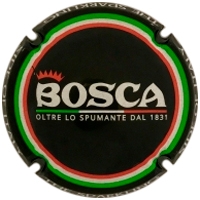 BOSCA
OLTRE LO SPUMANTE DAL 1831